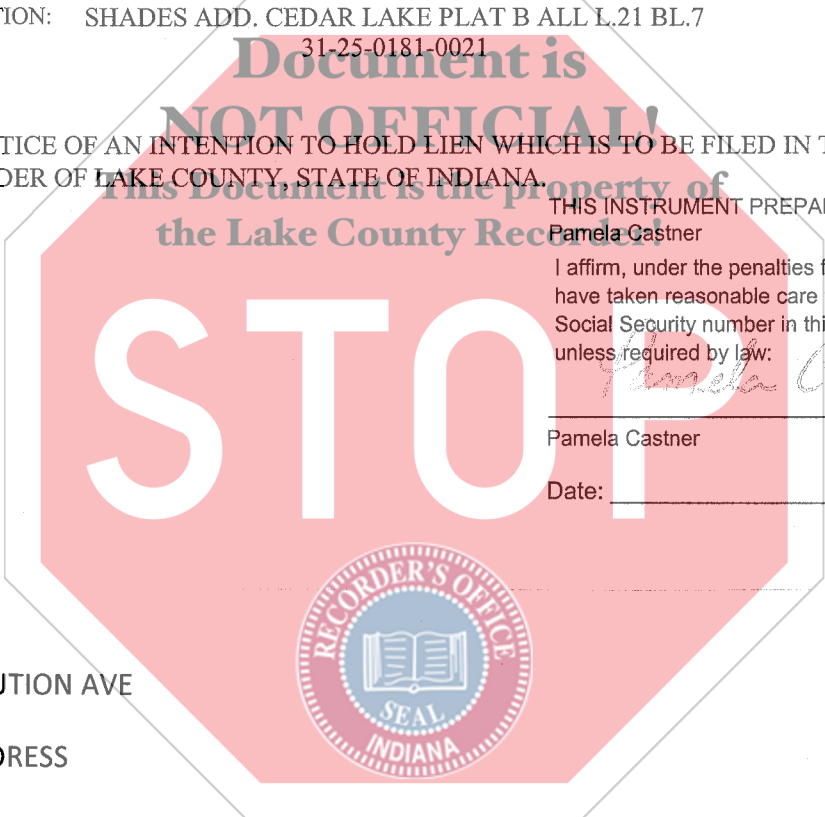 TION: SHADES ADD. CEDAR LAKE PLAT B ALL L.21 BL.7
31-25-0181-0021
Document is
NOT OFFICIAL!
TICE OF AN INTENTION TO HOLD LIEN WHICH IS TO BE FILED IN T
DER OF LAKE COUNTY, STATE OF INDIANA.
This Document is the property of
the Lake County Recorder!
THIS INSTRUMENT PREPA
Pamela Castner
I affirm, under the penalties f
have taken reasonable care
Social Security number in thi
unless required by law:
Pamela C
Pamela Castner
Date:
STOP
RECORDER'S OFFICE
SEAL
INDIANA
UTION AVE
DRESS